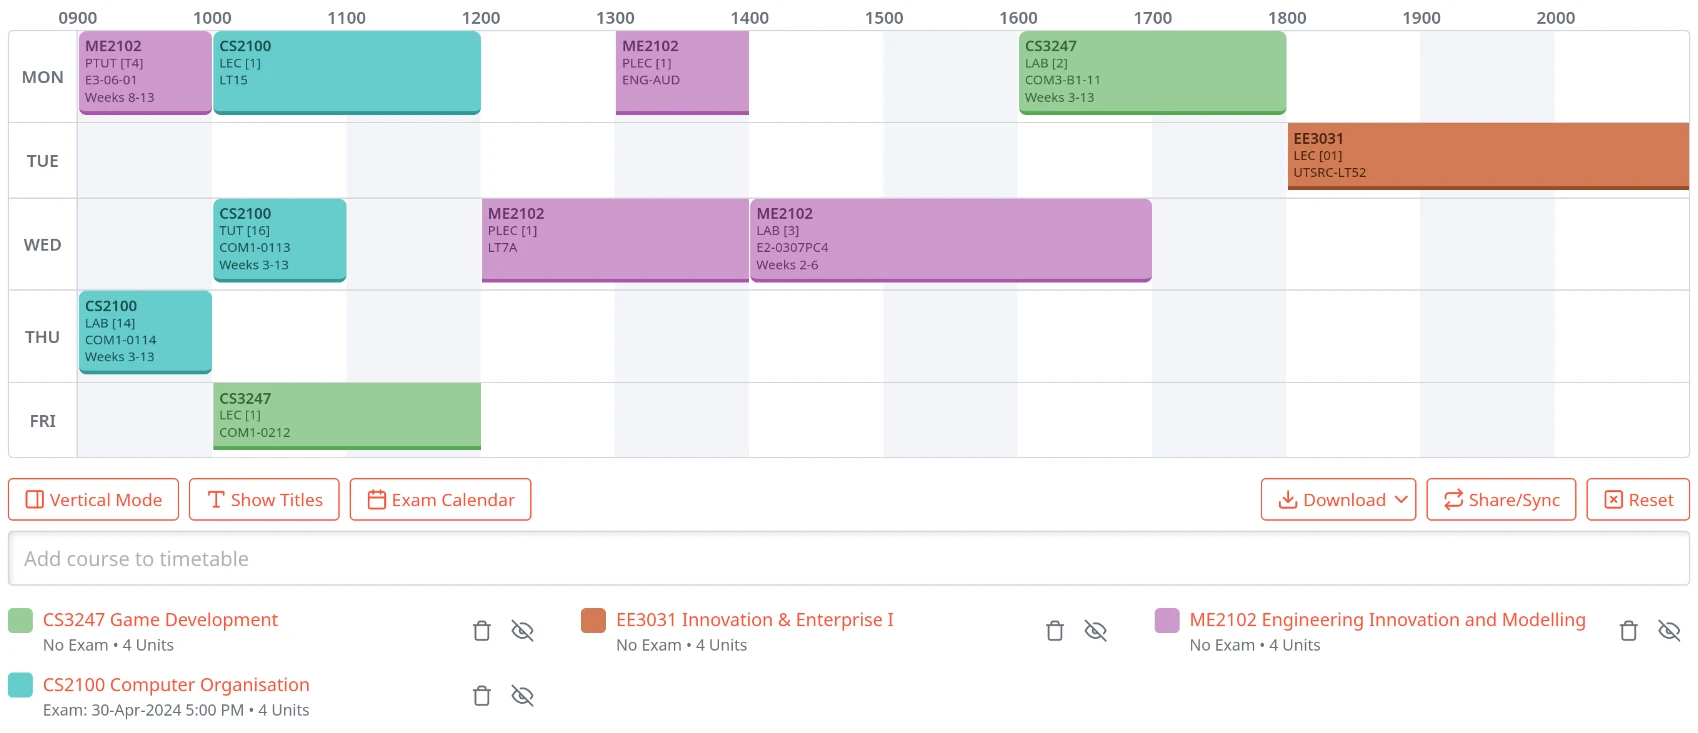 0900 1000 1100 1200 1300 1400 1500 1600 1700 1800 1900 2000
MON
ME2102
PTUT [T4]
E3-06-01
Weeks 8-13
CS2100
LEC [1]
LT15
ME2102
PLEC [1]
ENG-AUD
CS3247
LAB [2]
COM3-B1-11
Weeks 3-13
TUE
EE3031
LEC [01]
UTSRC-LT52
WED
CS2100
TUT [16]
COM1-0113
Weeks 3-13
ME2102
PLEC [1]
LT7A
ME2102
LAB [3]
E2-0307PC4
Weeks 2-6
THU
CS2100
LAB [14]
COM1-0114
Weeks 3-13
FRI
CS3247
LEC [1]
COM1-0212
Vertical Mode
Show Titles
Exam Calendar
Download
Share/Sync
Reset
Add course to timetable
CS3247 Game Development
No Exam • 4 Units
EE3031 Innovation & Enterprise I
No Exam • 4 Units
ME2102 Engineering Innovation and Modelling
No Exam • 4 Units
CS2100 Computer Organisation
Exam: 30-Apr-2024 5:00 PM • 4 Units